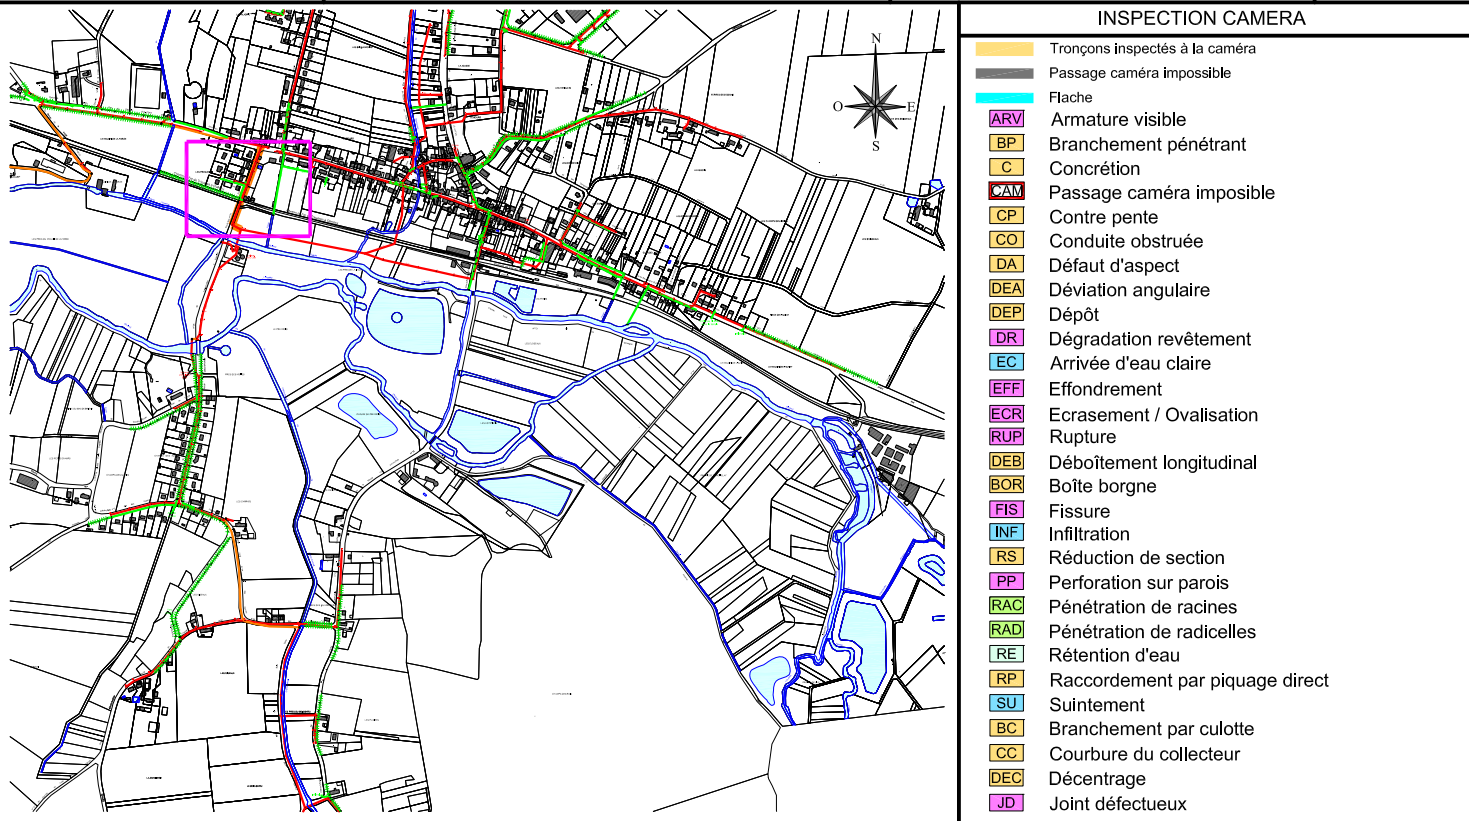 INSPECTION CAMERA
Tronçons inspectés à la caméra
Passage caméra impossible
Flache
ARV Armature visible
BP Branchement pénétrant
C Concrétion
CAM Passage caméra imposible
CP Contre pente
CO Conduite obstruée
DA Défaut d'aspect
DEA Déviation angulaire
DEP Dépôt
DR Dégradation revêtement
EC Arrivée d'eau claire
EFF Effondrement
ECR Ecrasement / Ovalisation
RUP Rupture
DEB Déboîtement longitudinal
BOR Boîte borgne
FIS Fissure
INF Infiltration
RS Réduction de section
PP Perforation sur parois
RAC Pénétration de racines
RAD Pénétration de radicelles
RE Rétention d'eau
RP Raccordement par piquage direct
SU Suintement
BC Branchement par culotte
CC Courbure du collecteur
DEC Décentrage
JD Joint défectueux
N
O
E
S